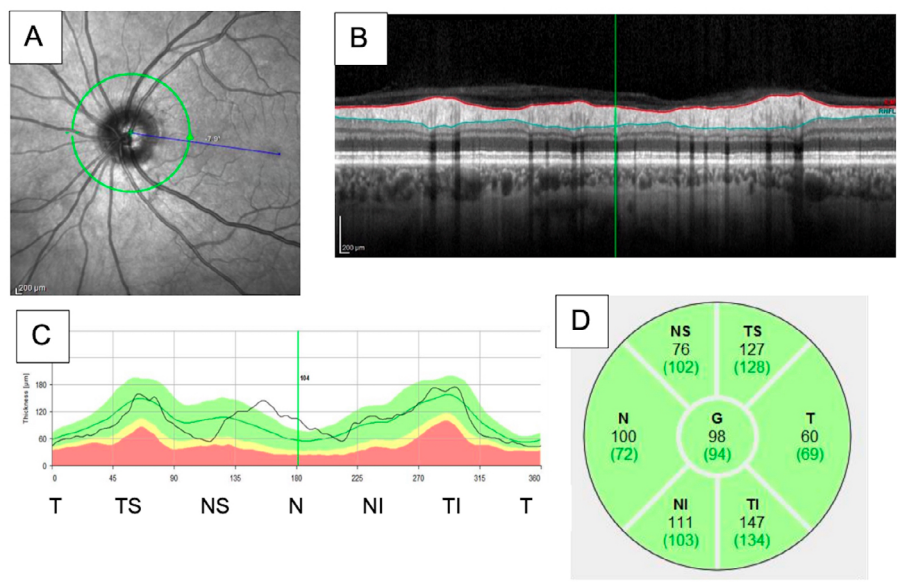 A
-7.9°
200 µm
B
RNFL
200 µm
C
Thickness [µm]
180
120
60
0
104
0 45 90 135 180 225 270 315 360
T TS NS N NI TI T
D
NS
76
(102)
TS
127
(128)
N
100
(72)
G
98
(94)
T
60
(69)
NI
111
(103)
TI
147
(134)